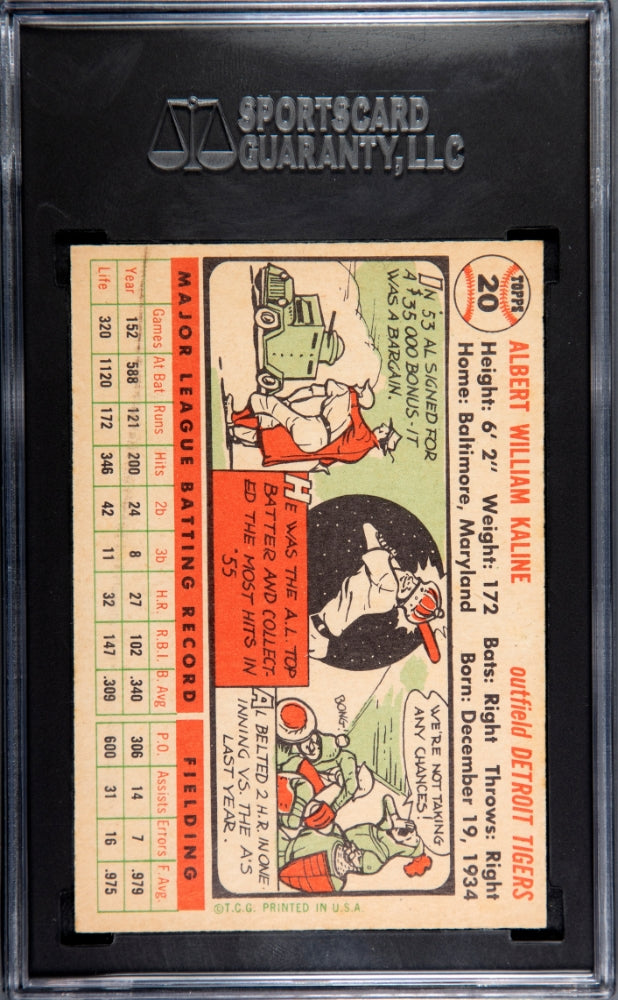 SPORTSCARD
GUARANTY, LLC
TOPPS
20
ALBERT WILLIAM KALINE outfield DETROIT TIGERS
Height: 6' 2" Weight: 172 Bats: Right Throws: Right
Home: Baltimore, Maryland Born: December 19, 1934
IN '53 AL SIGNED FOR
A $35000 BONUS-IT
WAS A BARGAIN.
HE WAS THE A.L. TOP
BATTER AND COLLECT-
ED THE MOST HITS IN
'55
WE'RE NOT TAKING
ANY CHANCES!
BONG!
AL BELTED 2 H.R. IN ONE
INNING VS. THE A'S
LAST YEAR.
MAJOR LEAGUE BATTING RECORD FIELDING
Games At Bat Runs Hits 2b 3b H.R. R.B.I. B. Avg P.O. Assists Errors F. Avg.
Year 152 588 121 200 24 8 27 102 .340 306 14 7 .979
Life 320 1120 172 346 42 11 32 147 .309 600 31 16 .975
©T.C.G. PRINTED IN U.S.A.